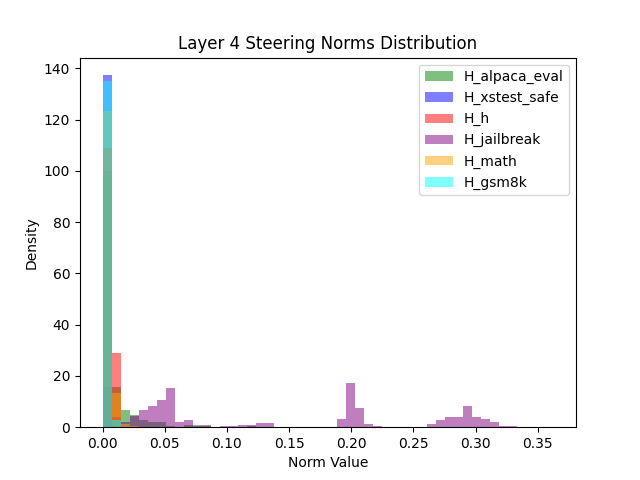 Layer 4 Steering Norms Distribution
140
120
100
80
60
40
20
0
Density
H_alpaca_eval
H_xstest_safe
H_h
H_jailbreak
H_math
H_gsm8k
0.00 0.05 0.10 0.15 0.20 0.25 0.30 0.35
Norm Value